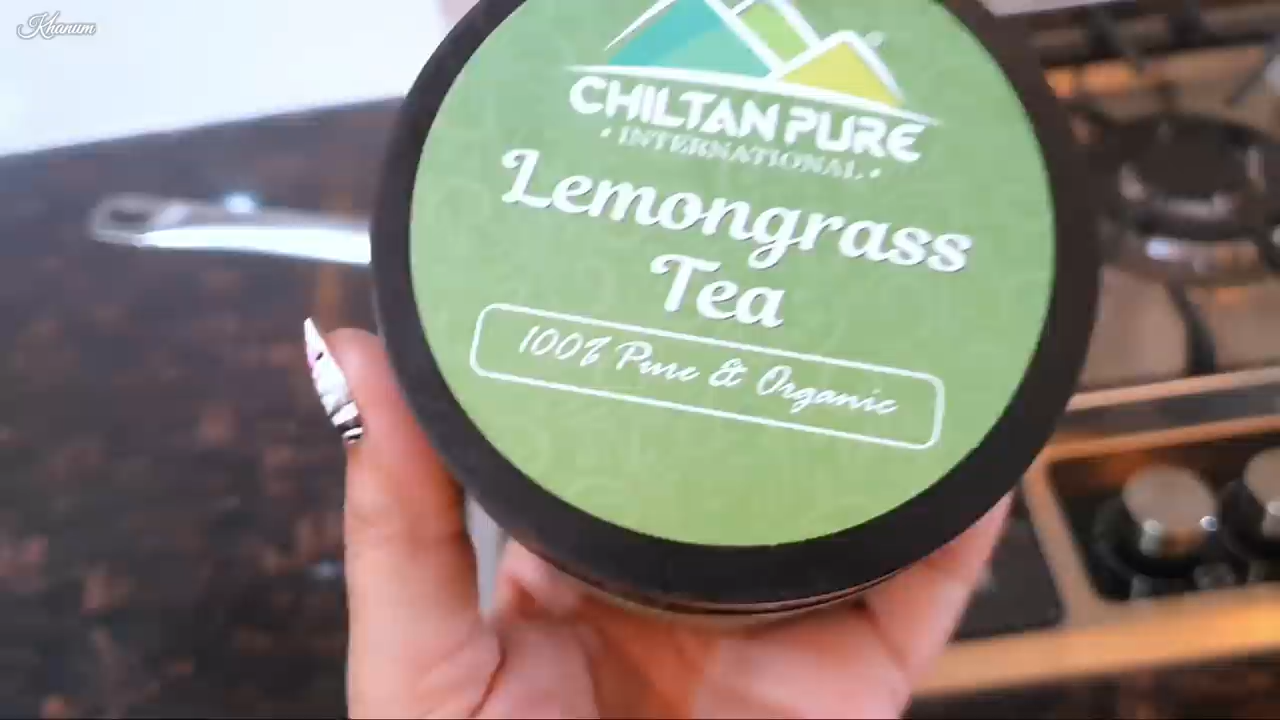 Khanum
CHILTAN PURE
• INTERNATIONAL •
Lemongrass
Tea
100% Pure & Organic